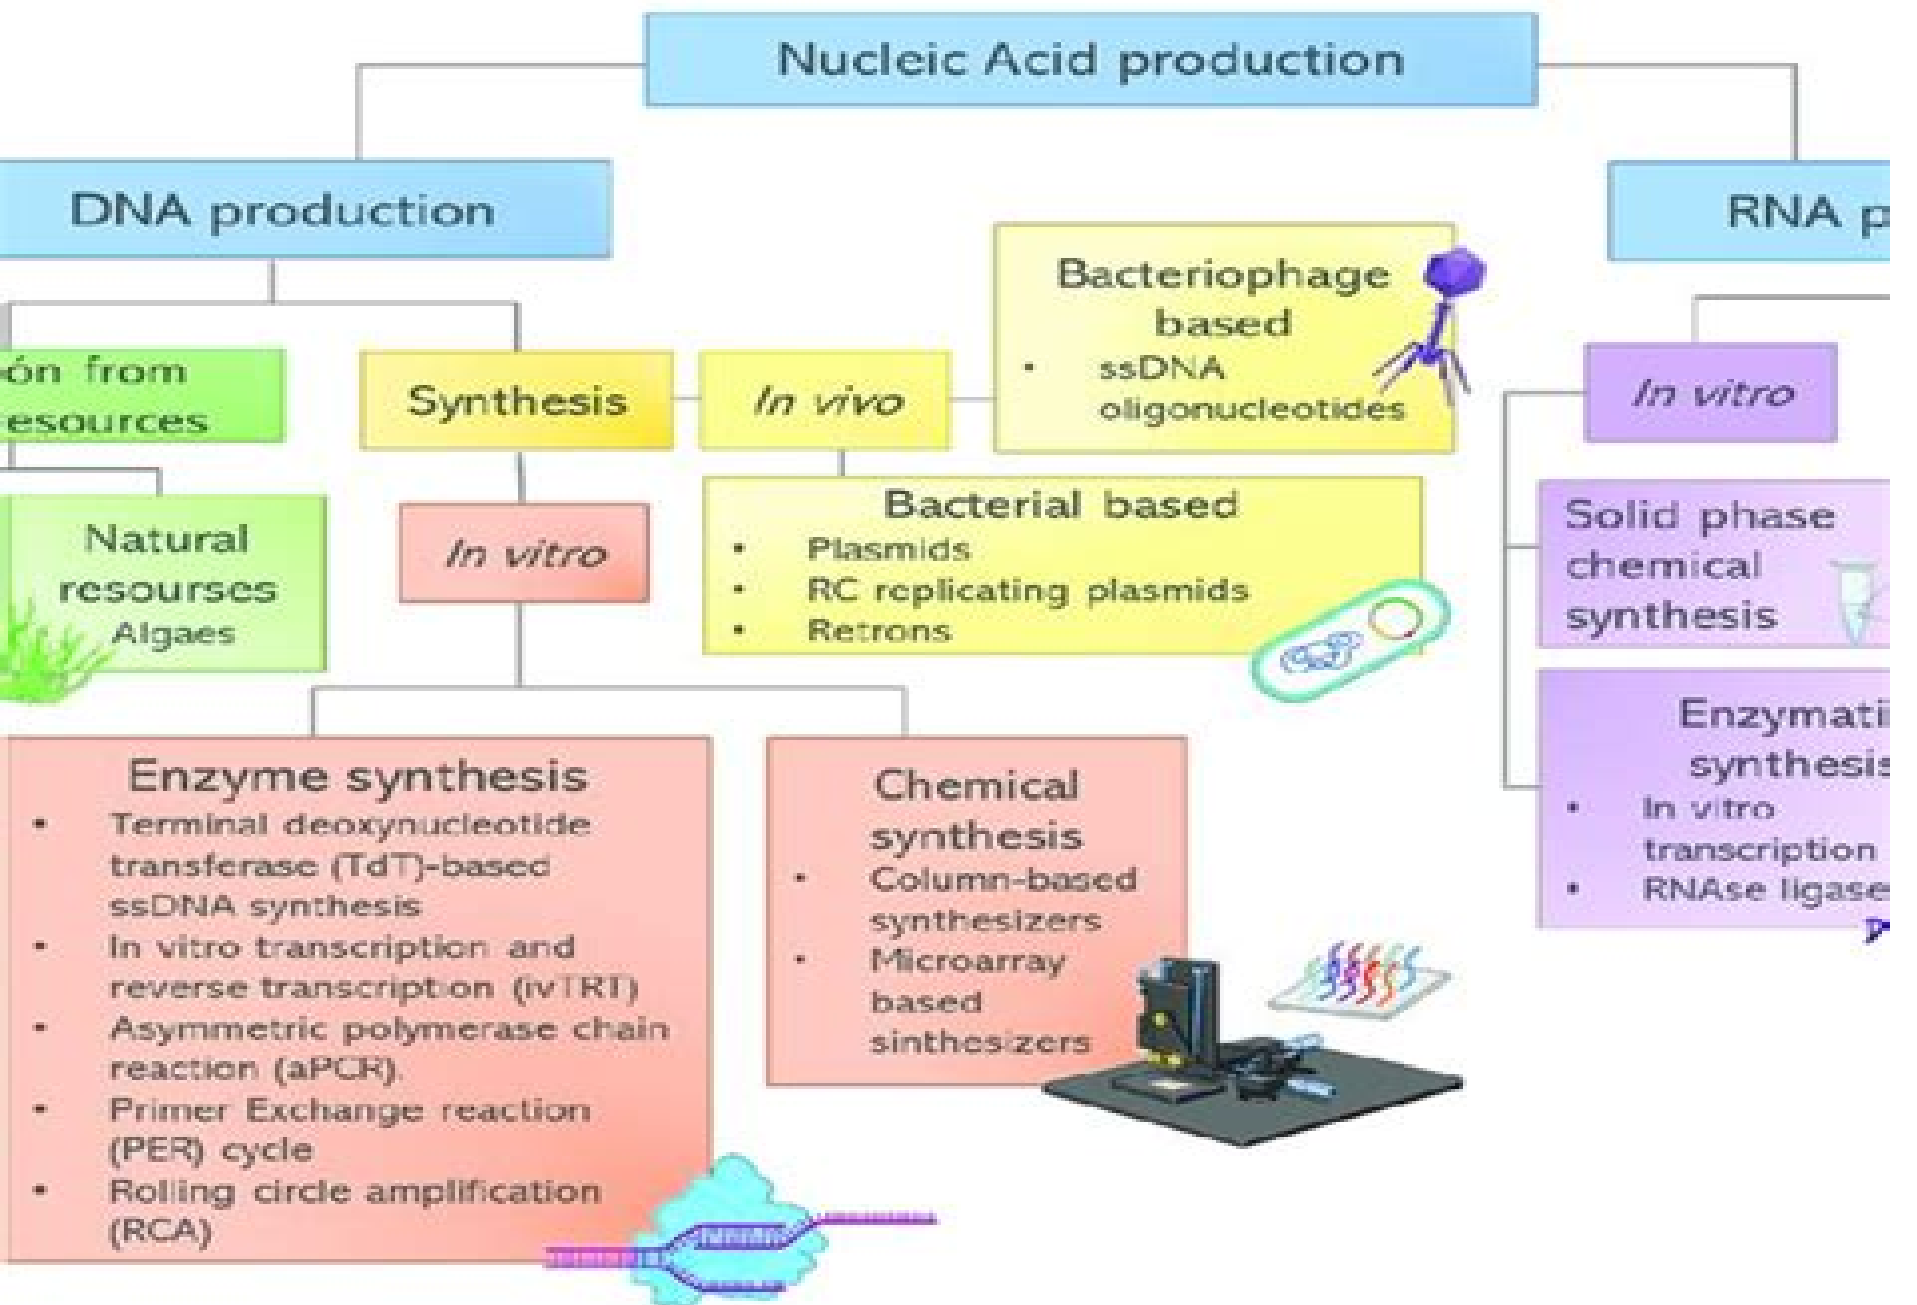 Nucleic Acid production
DNA production
RNA p
ón from
esources
Synthesis
In vivo
Bacteriophage
based
• ssDNA
oligonucleotides
In vitro
Natural
resourses
Algaes
In vitro
Bacterial based
• Plasmids
• RC replicating plasmids
• Retrons
Solid phase
chemical
synthesis
Enzyme synthesis
• Terminal deoxynucleotide
transferase (TdT)-based
ssDNA synthesis
• In vitro transcription and
reverse transcription (ivTRT)
• Asymmetric polymerase chain
reaction (aPCR).
• Primer Exchange reaction
(PER) cycle
• Rolling circle amplification
(RCA)
Chemical
synthesis
• Column-based
synthesizers
• Microarray
based
sinthesizers
Enzymati
synthesis
• In vitro
transcription
• RNAse ligase